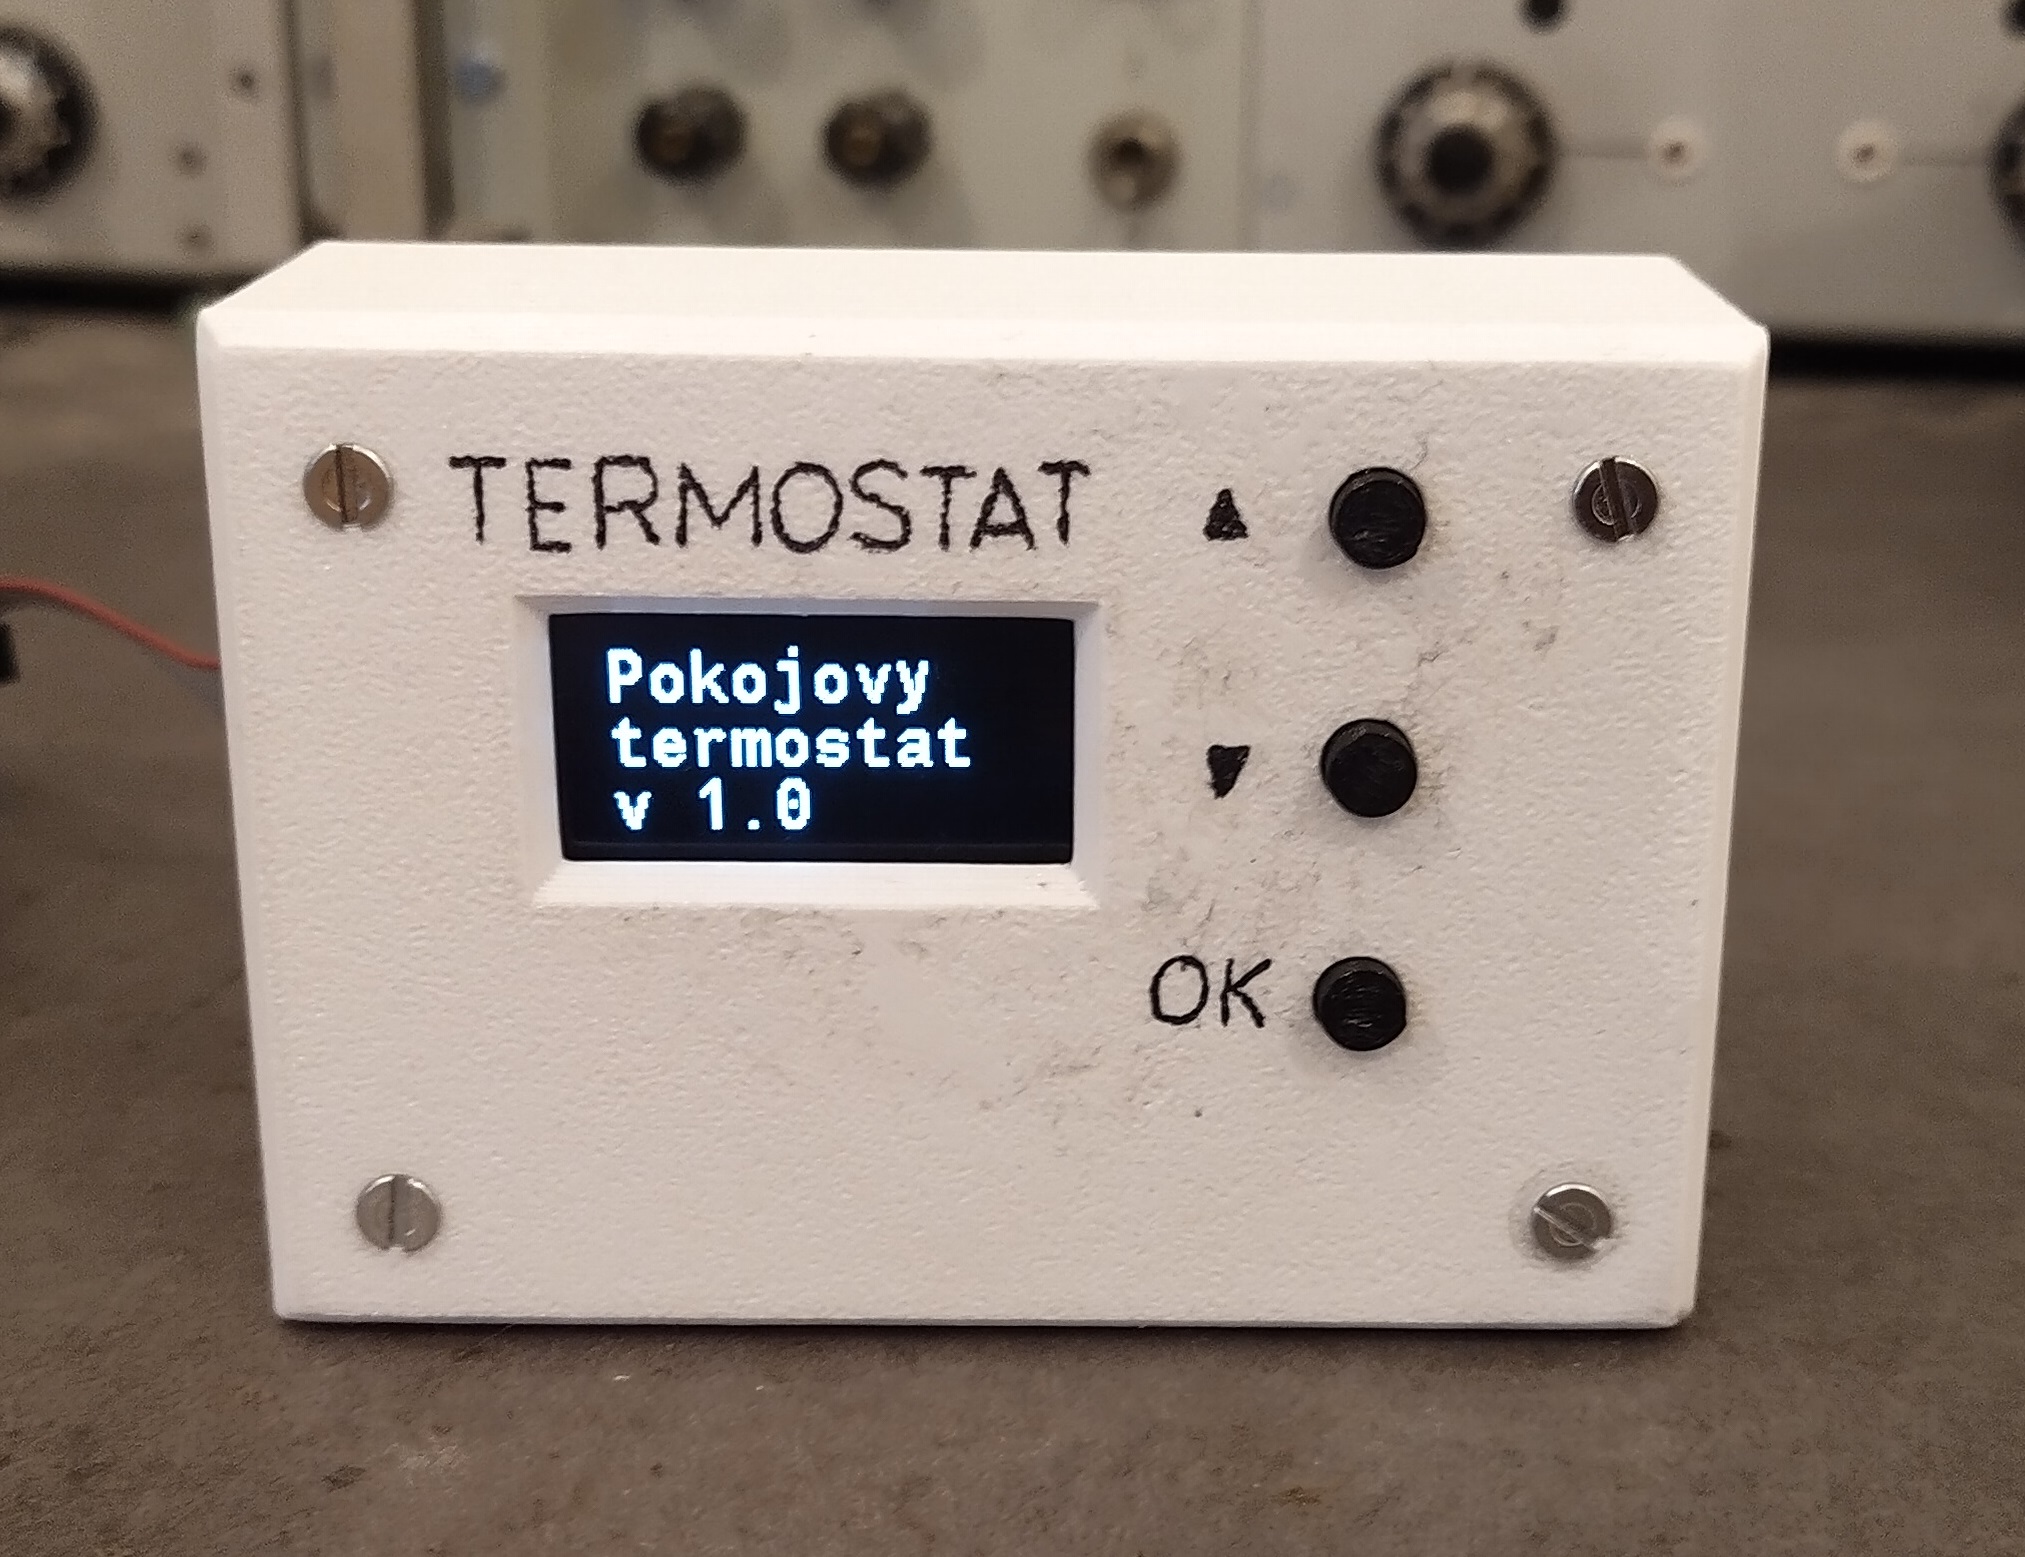 TERMOSTAT
▲
Pokojovy
termostat
v 1.0
▼
OK